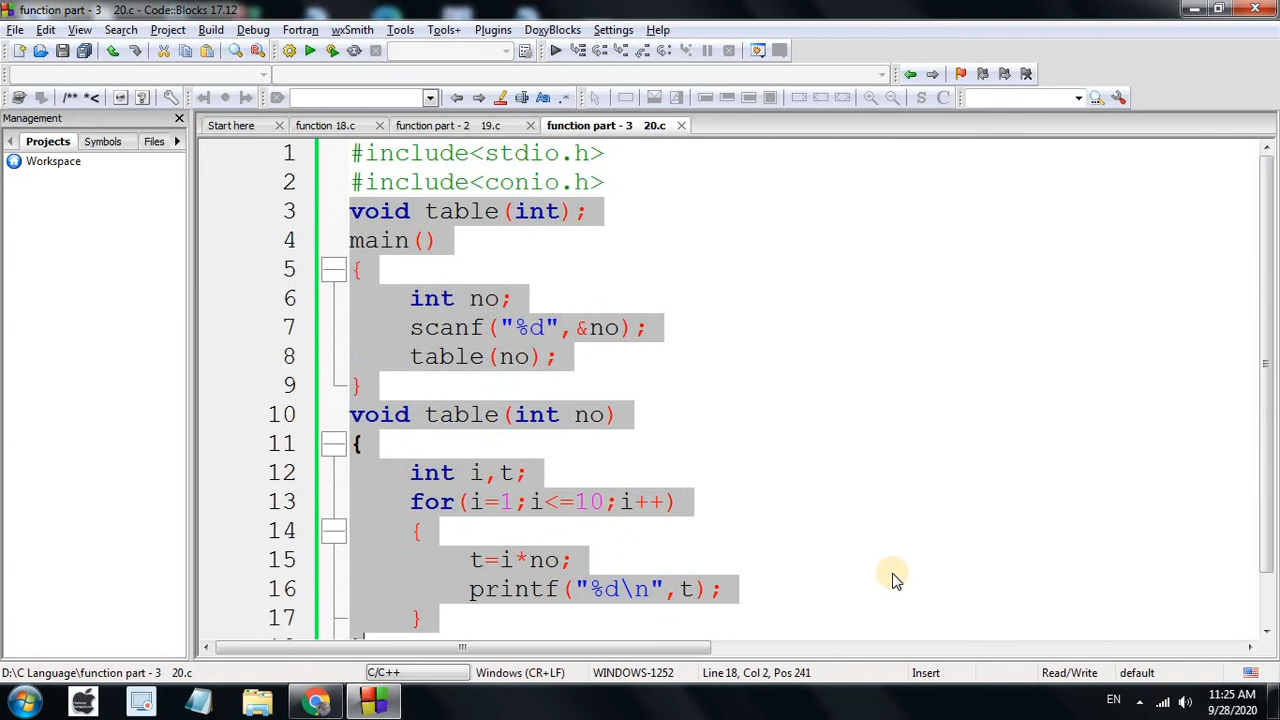 function part - 3    20.c - Code::Blocks 17.12
File Edit View Search Project Build Debug Fortran wxSmith Tools Tools+ Plugins DoxyBlocks Settings Help
/** *<
S C
Management
Projects Symbols Files
Workspace
Start here function 18.c function part - 2    19.c function part - 3    20.c
1 #include<stdio.h>
2 #include<conio.h>
3 void table(int);
4 main()
5 {
6 int no;
7 scanf("%d",&no);
8 table(no);
9 }
10 void table(int no)
11 {
12 int i,t;
13 for(i=1;i<=10;i++)
14 {
15 t=i*no;
16 printf("%d\n",t);
17 }
D:\C Language\function part - 3    20.c C/C++ Windows (CR+LF) WINDOWS-1252 Line 18, Col 2, Pos 241 Insert Read/Write default
EN 11:25 AM
9/28/2020